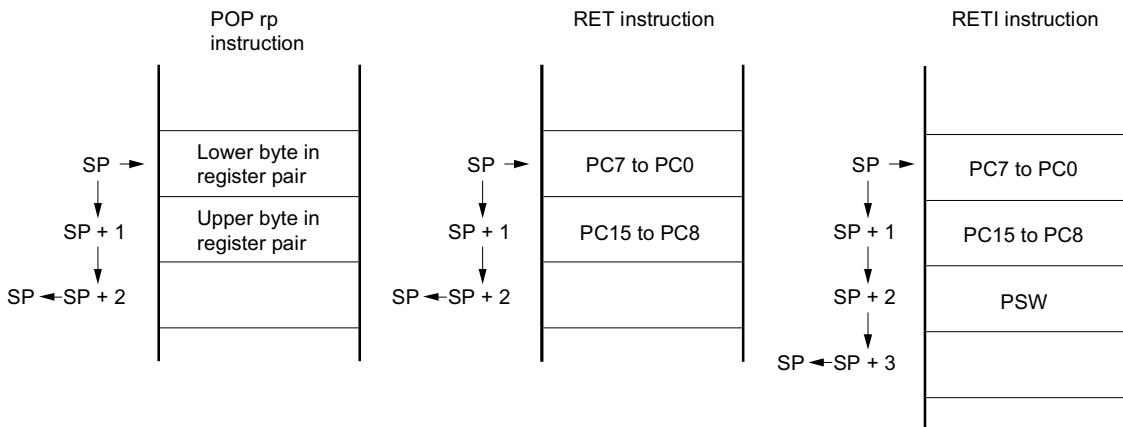 POP rp
instruction
SP
Lower byte in
register pair
SP + 1
Upper byte in
register pair
SP
SP + 2
RET instruction
SP
PC7 to PC0
SP + 1
PC15 to PC8
SP
SP + 2
RETI instruction
SP
PC7 to PC0
SP + 1
PC15 to PC8
SP + 2
PSW
SP
SP + 3